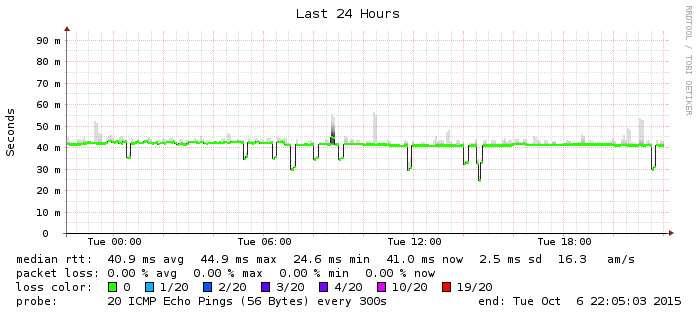 Last 24 Hours
RRDTOOL / TOBI OETIKER
Seconds
90 m
80 m
70 m
60 m
50 m
40 m
30 m
20 m
10 m
0
Tue 00:00 Tue 06:00 Tue 12:00 Tue 18:00
median rtt: 40.9 ms avg 44.9 ms max 24.6 ms min 41.0 ms now 2.5 ms sd 16.3 am/s
packet loss: 0.00 % avg 0.00 % max 0.00 % min 0.00 % now
loss color: 0 1/20 2/20 3/20 4/20 10/20 19/20
probe: 20 ICMP Echo Pings (56 Bytes) every 300s end: Tue Oct 6 22:05:03 2015